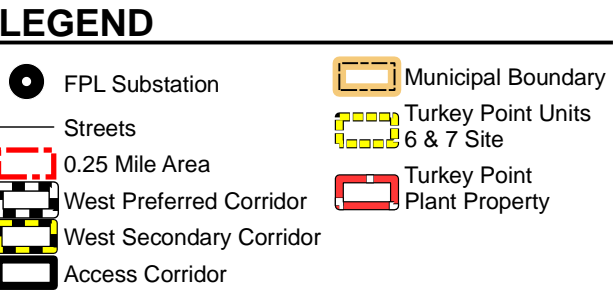 LEGEND
FPL Substation
Streets
0.25 Mile Area
West Preferred Corridor
West Secondary Corridor
Access Corridor
Municipal Boundary
Turkey Point Units
6 & 7 Site
Turkey Point
Plant Property